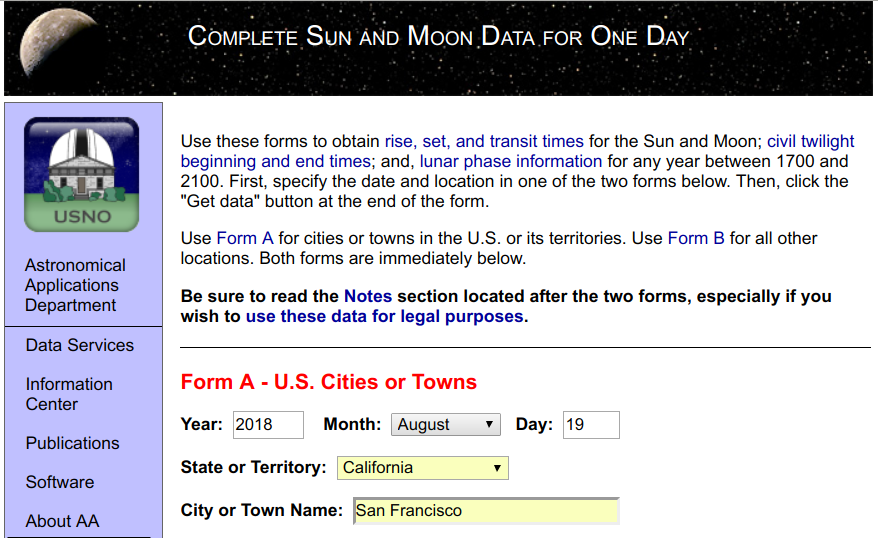 COMPLETE SUN AND MOON DATA FOR ONE DAY
USNO
Astronomical
Applications
Department
Data Services
Information
Center
Publications
Software
About AA
Use these forms to obtain rise, set, and transit times for the Sun and Moon; civil twilight
beginning and end times; and, lunar phase information for any year between 1700 and
2100. First, specify the date and location in one of the two forms below. Then, click the
"Get data" button at the end of the form.
Use Form A for cities or towns in the U.S. or its territories. Use Form B for all other
locations. Both forms are immediately below.
Be sure to read the Notes section located after the two forms, especially if you
wish to use these data for legal purposes.
Form A - U.S. Cities or Towns
Year: 2018 Month: August Day: 19
State or Territory: California
City or Town Name: San Francisco